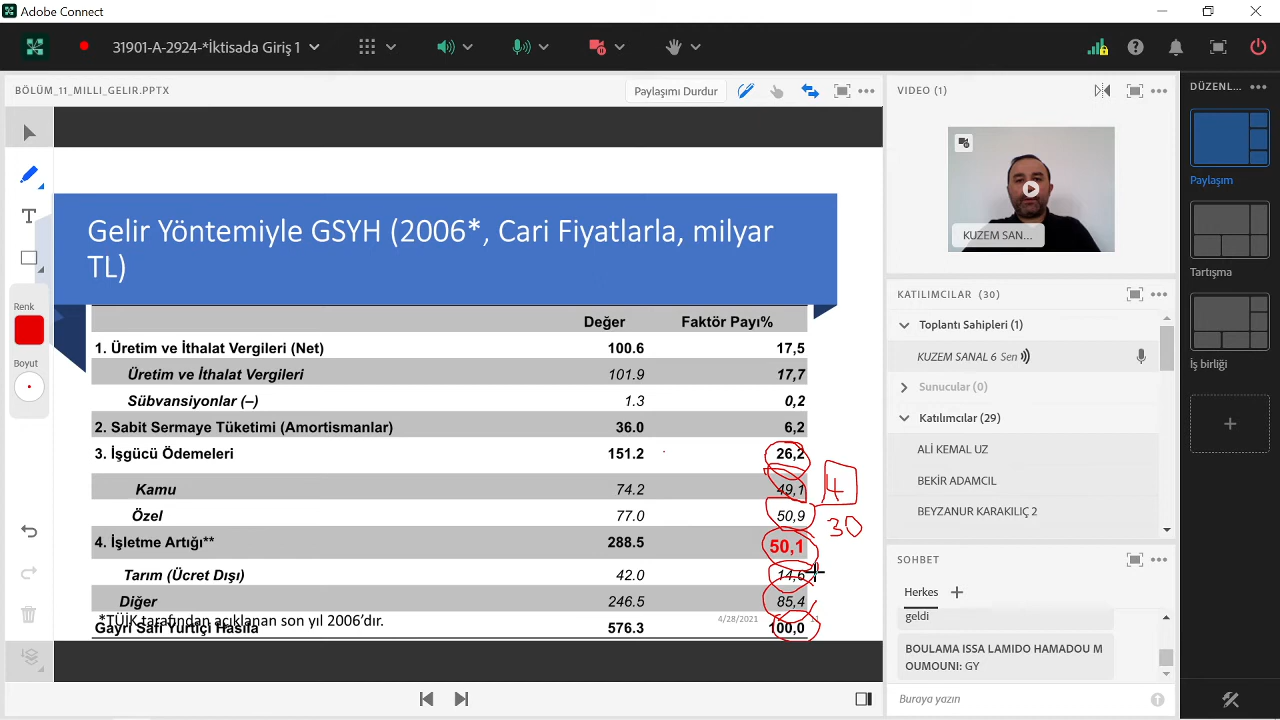 Adobe Connect
31901-A-2924-*İktisada Giriş 1
BÖLÜM_11_MILLI_GELIR.PPTX
Paylaşımı Durdur
Gelir Yöntemiyle GSYH (2006*, Cari Fiyatlarla, milyar
TL)
Renk
Boyut
Değer Faktör Payı%
1. Üretim ve İthalat Vergileri (Net) 100.6 17,5
Üretim ve İthalat Vergileri 101.9 17,7
Sübvansiyonlar (–) 1.3 0,2
2. Sabit Sermaye Tüketimi (Amortismanlar) 36.0 6,2
3. İşgücü Ödemeleri 151.2 26,2
Kamu 74.2 49,1
Özel 77.0 50,9
4
30
4. İşletme Artığı** 288.5 50,1
Tarım (Ücret Dışı) 42.0 14,6
Diğer 246.5 85,4
*TÜİK tarafından açıklanan son yıl 2006’dır.
4/28/2021
Gayri Safi Yurtiçi Hasıla 576.3 100,0
VIDEO (1)
KUZEM SAN...
KATILIMCILAR (30)
Toplantı Sahipleri (1)
KUZEM SANAL 6 Sen
Sunucular (0)
Katılımcılar (29)
ALİ KEMAL UZ
BEKİR ADAMCIL
BEYZANUR KARAKILIÇ 2
SOHBET
Herkes
geldi
BOULAMA ISSA LAMIDO HAMADOU M
OUMOUNI: GY
Buraya yazın
DÜZENL...
Paylaşım
Tartışma
İş birliği